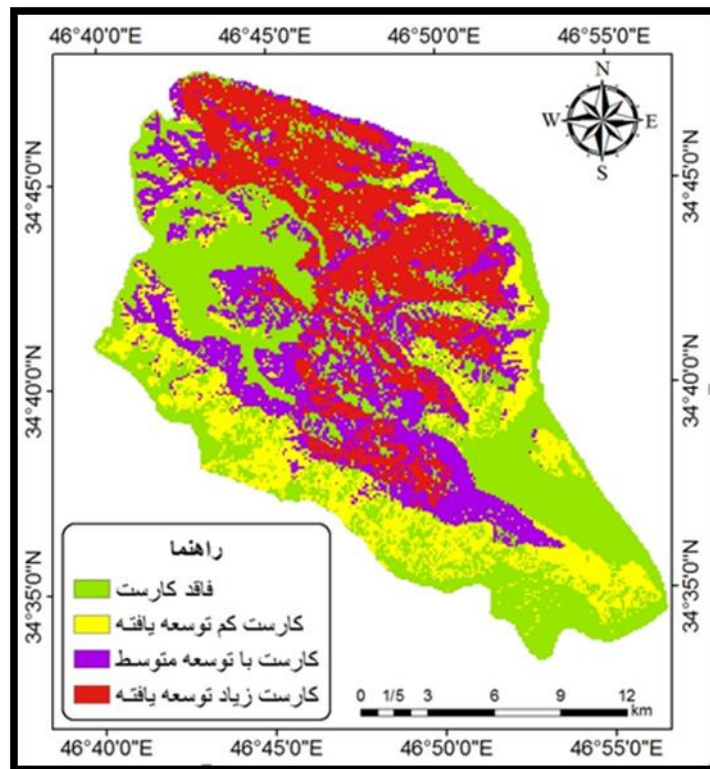 46°40'0"E 46°45'0"E 46°50'0"E 46°55'0"E
N
W E
S
34°45'0"N 34°45'0"N
34°40'0"N 34°40'0"N
34°35'0"N 34°35'0"N
راهنما
فاقد کارست
کارست کم توسعه یافته
کارست با توسعه متوسط
کارست زیاد توسعه یافته
0 1/5 3 6 9 12
km
46°40'0"E 46°45'0"E 46°50'0"E 46°55'0"E